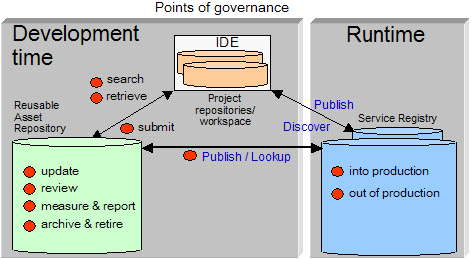 Points of governance
Development
time
IDE
Runtime
search
retrieve
Reusable
Asset
Repository
Project
repositories/
workspace
submit
Publish
Discover
Service Registry
Publish / Lookup
update
review
measure & report
archive & retire
into production
out of production